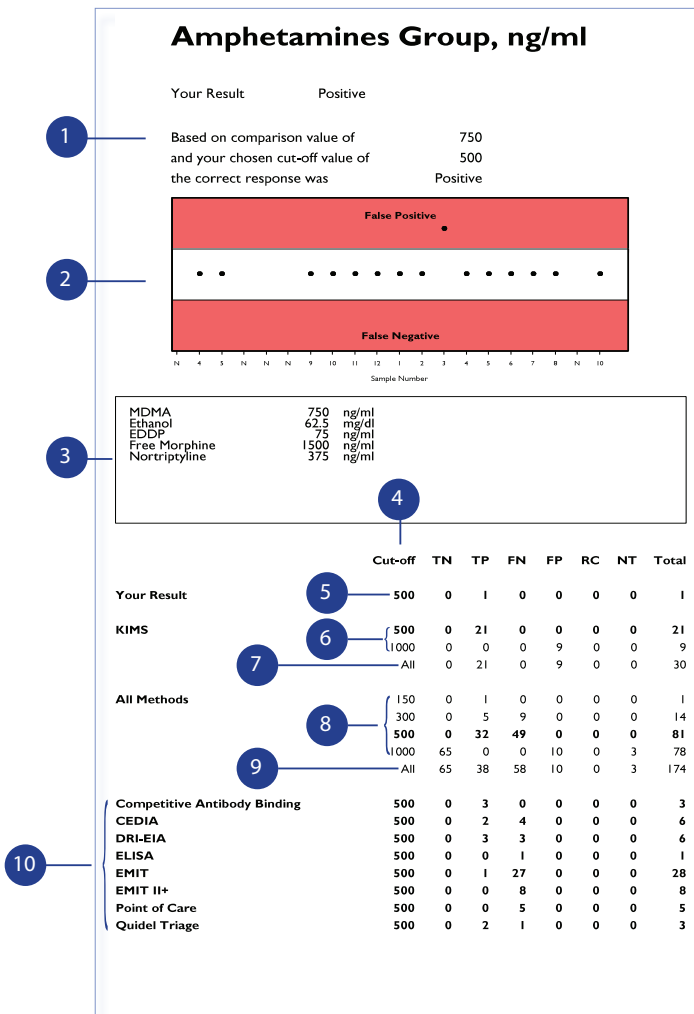 Amphetamines Group, ng/ml
Your Result Positive
1
Based on comparison value of 750
and your chosen cut-off value of 500
the correct response was Positive
False Positive
2
False Negative
N 4 5 N N N 9 10 11 12 1 2 3 4 5 6 7 8 N 10
Sample Number
MDMA 750 ng/ml
Ethanol 62.5 mg/dl
EDDP 75 ng/ml
Free Morphine 1500 ng/ml
Nortriptyline 375 ng/ml
3
4
Cut-off TN TP FN FP RC NT Total
Your Result 5 500 0 1 0 0 0 0 1
KIMS 500 0 21 0 0 0 0 21
6
1000 0 0 0 9 0 0 9
7 All 0 21 0 9 0 0 30
All Methods 150 0 1 0 0 0 0 1
300 0 5 9 0 0 0 14
8
500 0 32 49 0 0 0 81
1000 65 0 0 10 0 3 78
9 All 65 38 58 10 0 3 174
Competitive Antibody Binding 500 0 3 0 0 0 0 3
CEDIA 500 0 2 4 0 0 0 6
DRI-EIA 500 0 3 3 0 0 0 6
ELISA 500 0 0 1 0 0 0 1
10
EMIT 500 0 1 27 0 0 0 28
EMIT II+ 500 0 0 8 0 0 0 8
Point of Care 500 0 0 5 0 0 0 5
Quidel Triage 500 0 2 1 0 0 0 3